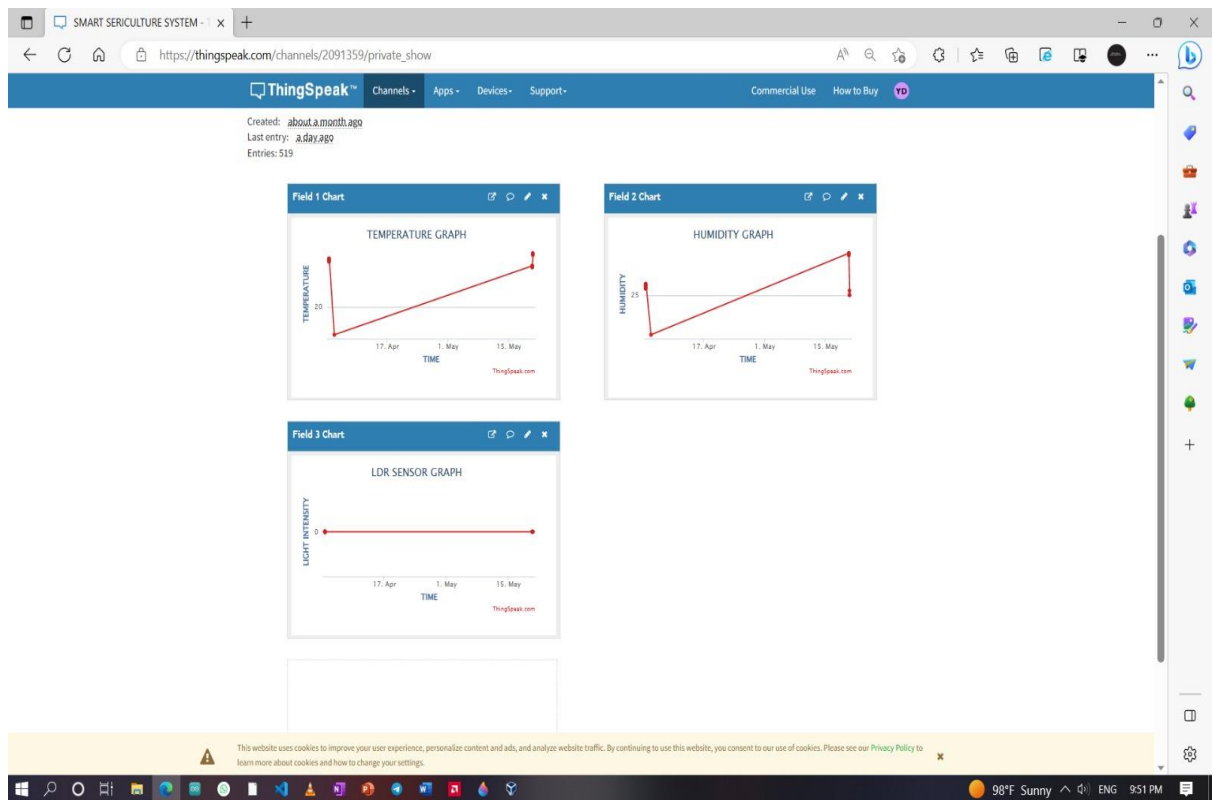 SMART SERICULTURE SYSTEM - T
https://thingspeak.com/channels/2091359/private_show
ThingSpeak™ Channels Apps Devices Support Commercial Use How to Buy YD
Created: about a month ago
Last entry: a day ago
Entries: 519
Field 1 Chart
TEMPERATURE GRAPH
TEMPERATURE
20
17. Apr 1. May 15. May
TIME
ThingSpeak.com
Field 2 Chart
HUMIDITY GRAPH
HUMIDITY
25
17. Apr 1. May 15. May
TIME
ThingSpeak.com
Field 3 Chart
LDR SENSOR GRAPH
LIGHT INTENSITY
0
17. Apr 1. May 15. May
TIME
ThingSpeak.com
This website uses cookies to improve your user experience, personalize content and ads, and analyze website traffic. By continuing to use this website, you consent to our use of cookies. Please see our Privacy Policy to
learn more about cookies and how to change your settings.
98°F Sunny ENG 9:51 PM